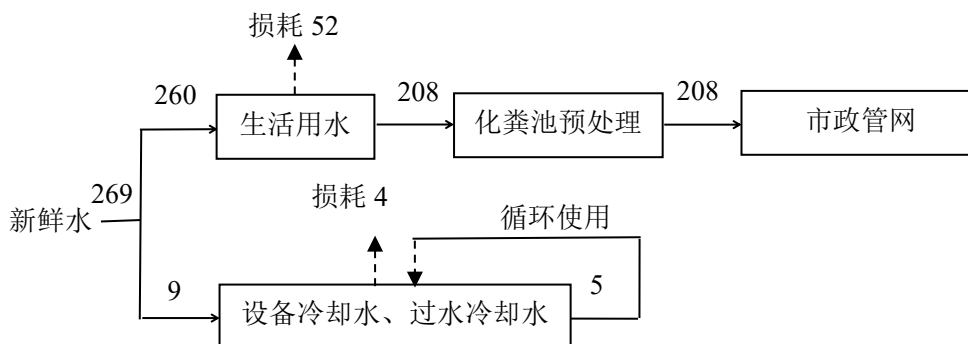 损耗 52
260
生活用水
208
化粪池预处理
208
市政管网
269
新鲜水
损耗 4
循环使用
9
设备冷却水、过水冷却水
5